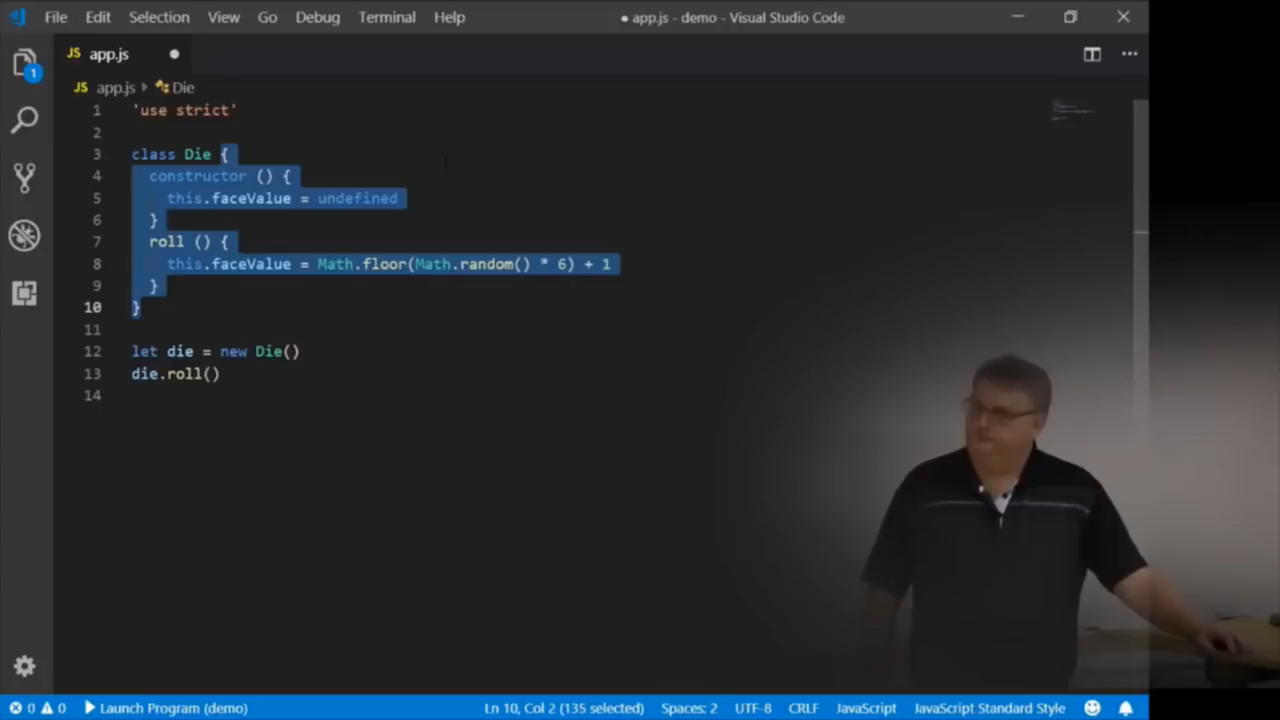 File Edit Selection View Go Debug Terminal Help ● app.js - demo - Visual Studio Code
JS app.js ●
1
JS app.js Die
1 'use strict'
2
3 class Die {
4 constructor () {
5 this.faceValue = undefined
6 }
7 roll () {
8 this.faceValue = Math.floor(Math.random() * 6) + 1
9 }
10 }
11
12 let die = new Die()
13 die.roll()
14
0 0 Launch Program (demo) Ln 10, Col 2 (135 selected) Spaces: 2 UTF-8 CRLF JavaScript JavaScript Standard Style